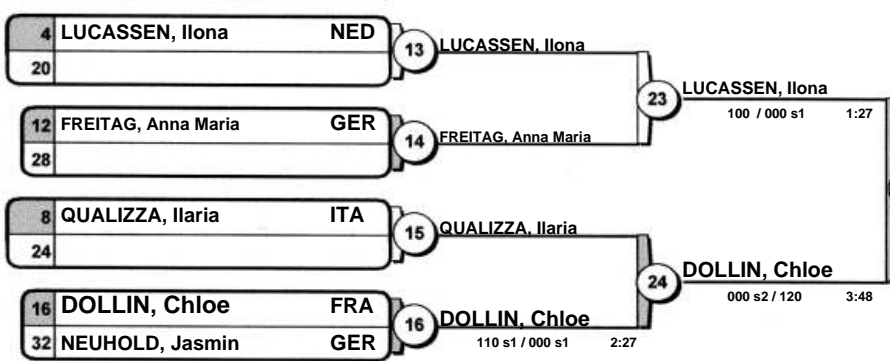 4 LUCASSEN, Ilona NED
20
13 LUCASSEN, Ilona
12 FREITAG, Anna Maria GER
28
14 FREITAG, Anna Maria
23 LUCASSEN, Ilona
100 / 000 s1 1:27
8 QUALIZZA, Ilaria ITA
24
15 QUALIZZA, Ilaria
16 DOLLIN, Chloe FRA
32 NEUHOLD, Jasmin GER
16 DOLLIN, Chloe
110 s1 / 000 s1 2:27
24 DOLLIN, Chloe
000 s2 / 120 3:48